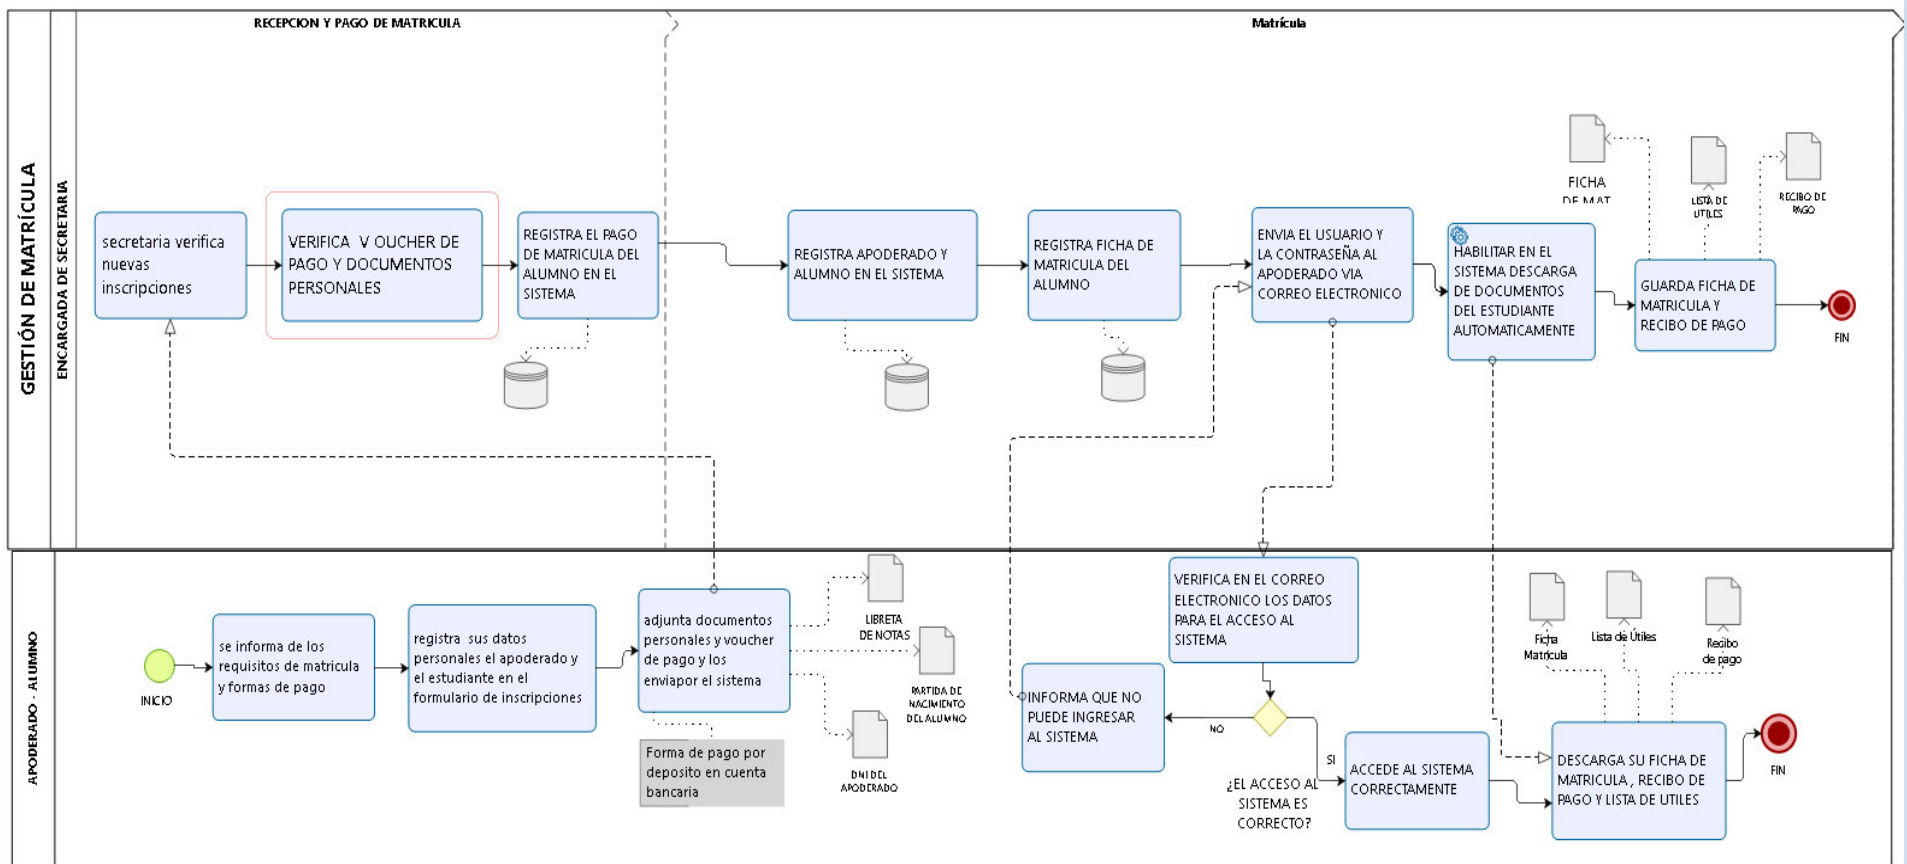 RECEPCION Y PAGO DE MATRICULA
Matrícula
GESTIÓN DE MATRÍCULA
ENCARGADA DE SECRETARIA
secretaria verifica
nuevas
inscripciones
VERIFICA V OUCHER DE
PAGO Y DOCUMENTOS
PERSONALES
REGISTRA EL PAGO
DE MATRICULA DEL
ALUMNO EN EL
SISTEMA
REGISTRA APODERADO Y
ALUMNO EN EL SISTEMA
REGISTRA FICHA DE
MATRICULA DEL
ALUMNO
ENVIA EL USUARIO Y
LA CONTRASEÑA AL
APODERADO VIA
CORREO ELECTRONICO
HABILITAR EN EL
SISTEMA DESCARGA
DE DOCUMENTOS
DEL ESTUDIANTE
AUTOMATICAMENTE
GUARDA FICHA DE
MATRICULA Y
RECIBO DE PAGO
FICHA
DE MAT
LISTA DE
UTILES
RECIBO DE
PAGO
FIN
APODERADO - ALUMNO
INICIO
se informa de los
requisitos de matricula
y formas de pago
registra sus datos
personales el apoderado y
el estudiante en el
formulario de inscripciones
adjunta documentos
personales y voucher
de pago y los
enviapor el sistema
Forma de pago por
deposito en cuenta
bancaria
LIBRETA
DE NOTAS
PARTIDA DE
NACIMIENTO
DEL ALUMNO
DNI DEL
APODERADO
VERIFICA EN EL CORREO
ELECTRONICO LOS DATOS
PARA EL ACCESO AL
SISTEMA
INFORMA QUE NO
PUEDE INGRESAR
AL SISTEMA
NO
SI
¿EL ACCESO AL
SISTEMA ES
CORRECTO?
ACCEDE AL SISTEMA
CORRECTAMENTE
Ficha
Matrícula
Lista de Útiles
Recibo
de pago
DESCARGA SU FICHA DE
MATRICULA , RECIBO DE
PAGO Y LISTA DE UTILES
FIN